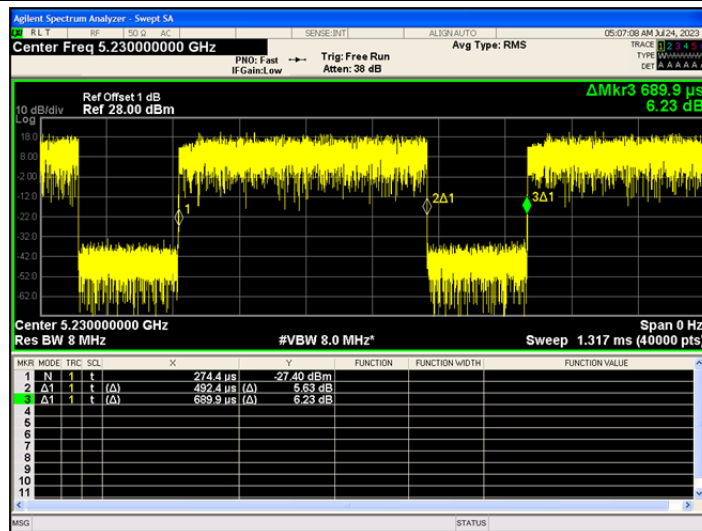 Agilent Spectrum Analyzer - Swept SA
RLT RF 50 Ω AC SENSE:INT ALIGN AUTO 05:07:08 AM Jul 24, 2023
Center Freq 5.230000000 GHz Avg Type: RMS TRACE 1 2 3 4 5
PNO: Fast Trig: Free Run TYPE
IFGain:Low Atten: 38 dB DET A A A A A
ΔMkr3 689.9 µs
Ref Offset 1 dB
10 dB/div Ref 28.00 dBm 6.23 dB
Log
18.0
8.00
-2.00
-12.0
1 2Δ1 3Δ1
-22.0
-32.0
-42.0
-52.0
-62.0
Center 5.230000000 GHz Span 0 Hz
Res BW 8 MHz #VBW 8.0 MHz* Sweep 1.317 ms (40000 pts)
MKR MODE TRC SCL X Y FUNCTION FUNCTION WIDTH FUNCTION VALUE
1 N 1 t 274.4 µs -27.40 dBm
2 Δ1 1 t (Δ) 492.4 µs (Δ) 5.63 dB
3 Δ1 1 t (Δ) 689.9 µs (Δ) 6.23 dB
4
5
6
7
8
9
10
11
MSG STATUS